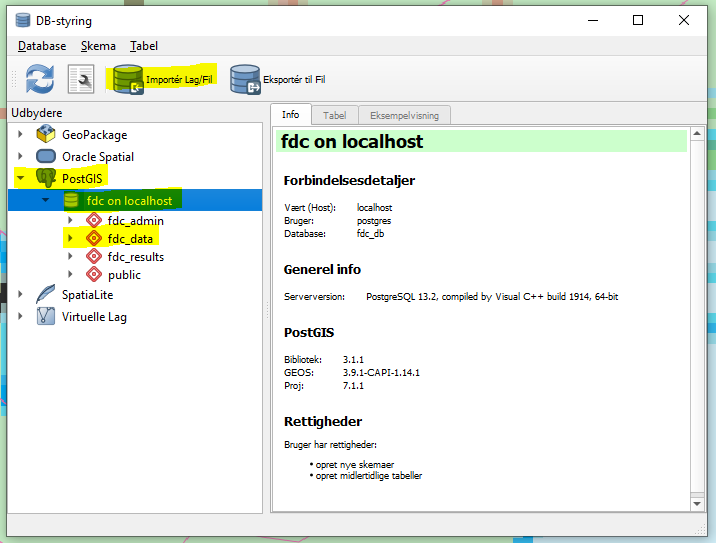 DB-styring
Database Skema Tabel
Importér Lag/Fil Eksportér til Fil
Udbydere
GeoPackage
Oracle Spatial
PostGIS
fdc on localhost
fdc_admin
fdc_data
fdc_results
public
SpatiaLite
Virtuelle Lag
Info Tabel Eksempelvisning
fdc on localhost
Forbindelsesdetaljer
Vært (Host): localhost
Bruger: postgres
Database: fdc_db
Generel info
Serverversion: PostgreSQL 13.2, compiled by Visual C++ build 1914, 64-bit
PostGIS
Bibliotek: 3.1.1
GEOS: 3.9.1-CAPI-1.14.1
Proj: 7.1.1
Rettigheder
Bruger har rettigheder:
• opret nye skemaer
• opret midlertidige tabeller